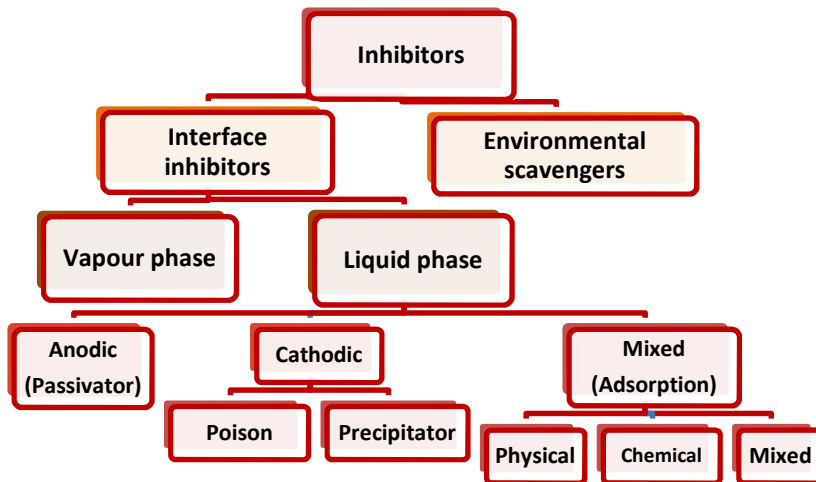 Inhibitors
Interface
inhibitors
Environmental
scavengers
Vapour phase
Liquid phase
Anodic
(Passivator)
Cathodic
Mixed
(Adsorption)
Poison
Precipitator
Physical
Chemical
Mixed